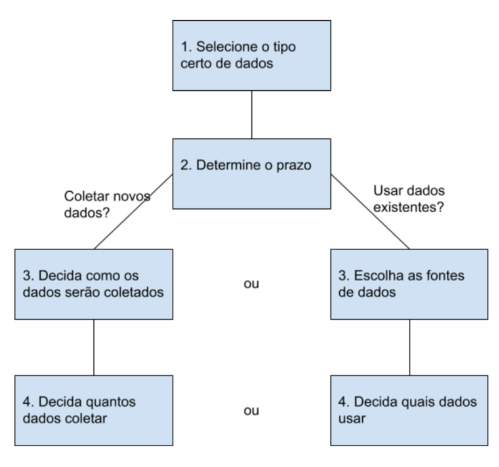 1. Selecione o tipo
certo de dados
2. Determine o prazo
Coletar novos
dados?
Usar dados
existentes?
3. Decida como os
dados serão coletados
ou
3. Escolha as fontes
de dados
4. Decida quantos
dados coletar
ou
4. Decida quais dados
usar